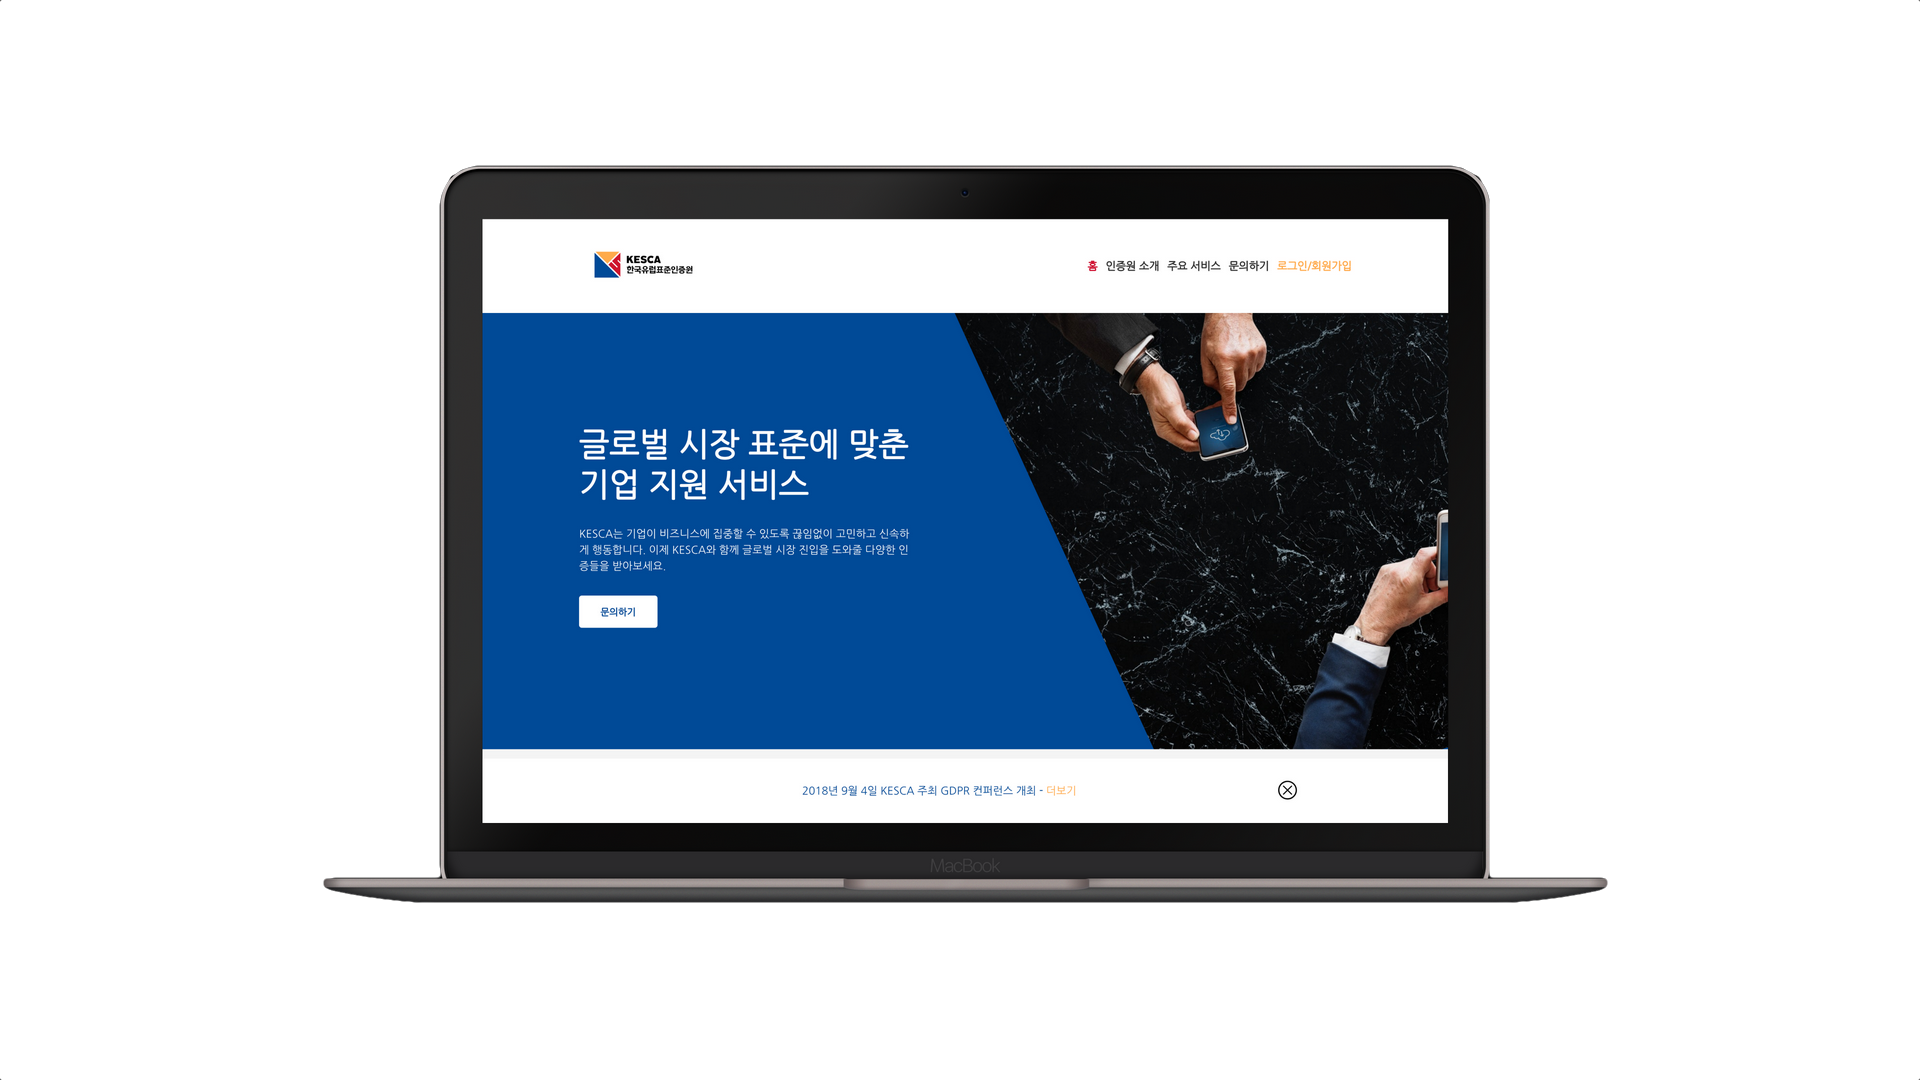 KESCA
한국유럽표준인증원
홈 인증원 소개 주요 서비스 문의하기 로그인/회원가입
글로벌 시장 표준에 맞춘
기업 지원 서비스
KESCA는 기업이 비즈니스에 집중할 수 있도록 끊임없이 고민하고 신속하
게 행동합니다. 이제 KESCA와 함께 글로벌 시장 진입을 도와줄 다양한 인
증들을 받아보세요.
문의하기
2018년 9월 4일 KESCA 주최 GDPR 컨퍼런스 개최 - 더보기
MacBook